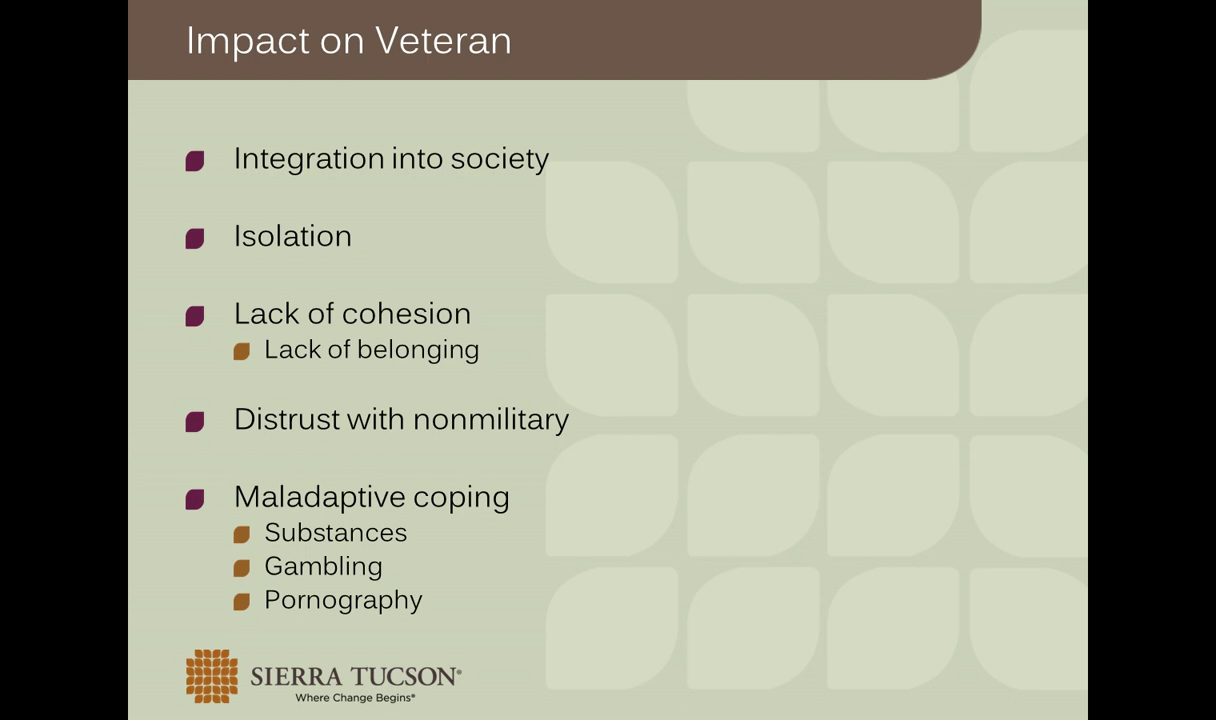 Impact on Veteran
Integration into society
Isolation
Lack of cohesion
Lack of belonging
Distrust with nonmilitary
Maladaptive coping
Substances
Gambling
Pornography
SIERRA TUCSON®
Where Change Begins®